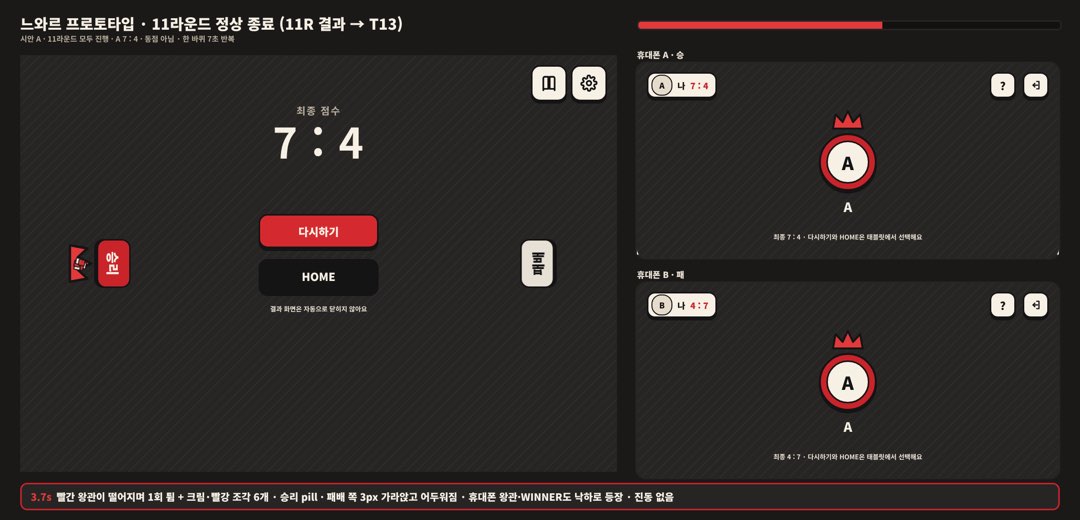 느와르 프로토타입 · 11라운드 정상 종료 (11R 결과 → T13)
시안 A · 11라운드 모두 진행 · A 7 : 4 · 동점 아님 · 한 바퀴 7초 반복
최종 점수
7 : 4
다시하기
HOME
결과 화면은 자동으로 닫히지 않아요
승리
패배
휴대폰 A · 승
A 나 7 : 4
?
A
A
최종 7 : 4 · 다시하기와 HOME은 태블릿에서 선택해요
휴대폰 B · 패
B 나 4 : 7
?
A
A
최종 4 : 7 · 다시하기와 HOME은 태블릿에서 선택해요
3.7s 빨간 왕관이 떨어지며 1회 튐 + 크림·빨강 조각 6개 · 승리 pill · 패배 쪽 3px 가라앉고 어두워짐 · 휴대폰 왕관·WINNER도 낙하로 등장 · 진동 없음